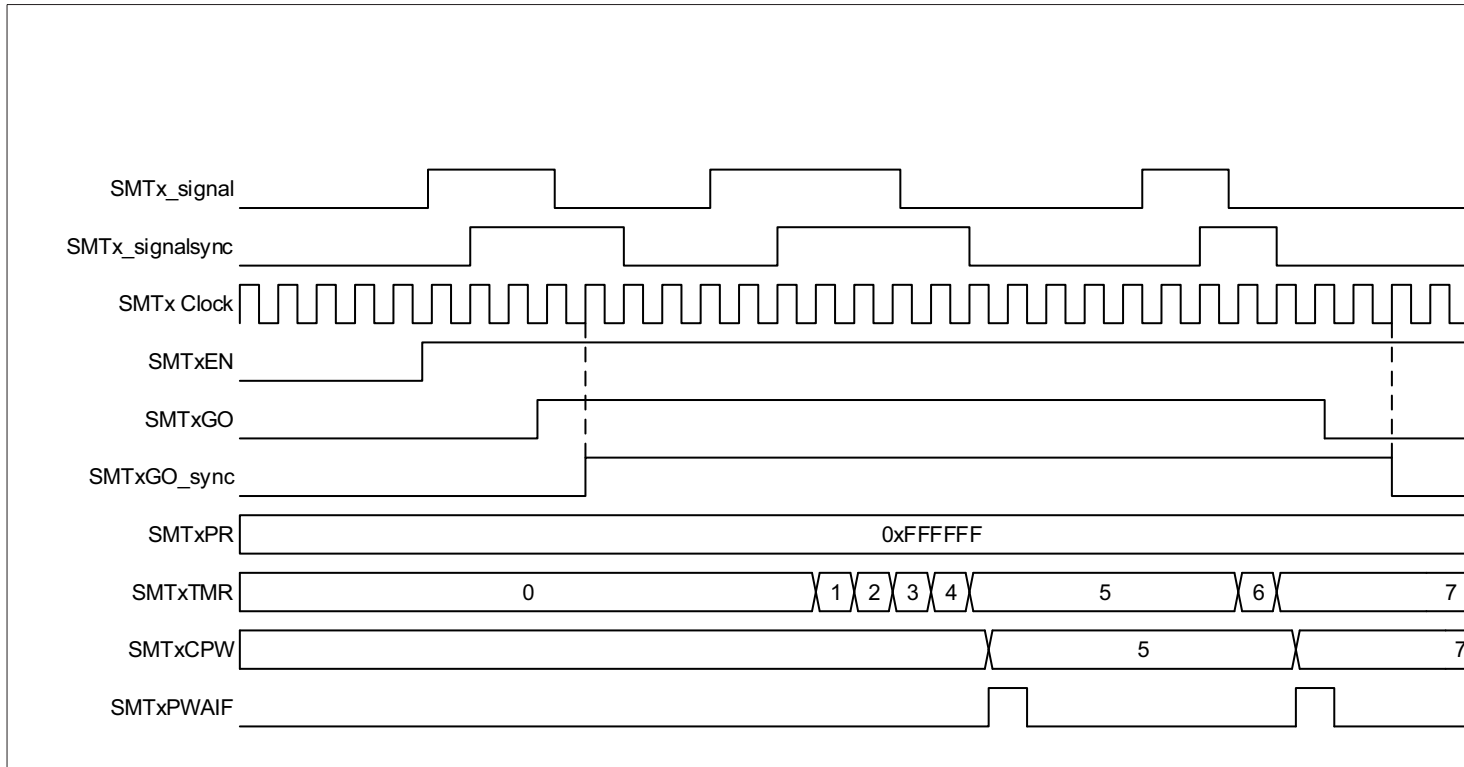 SMTx_signal
SMTx_signalsync
SMTx Clock
SMTxEN
SMTxGO
SMTxGO_sync
SMTxPR 0xFFFFFF
SMTxTMR 0 1 2 3 4 5 6 7
SMTxCPW 5 7
SMTxPWAIF